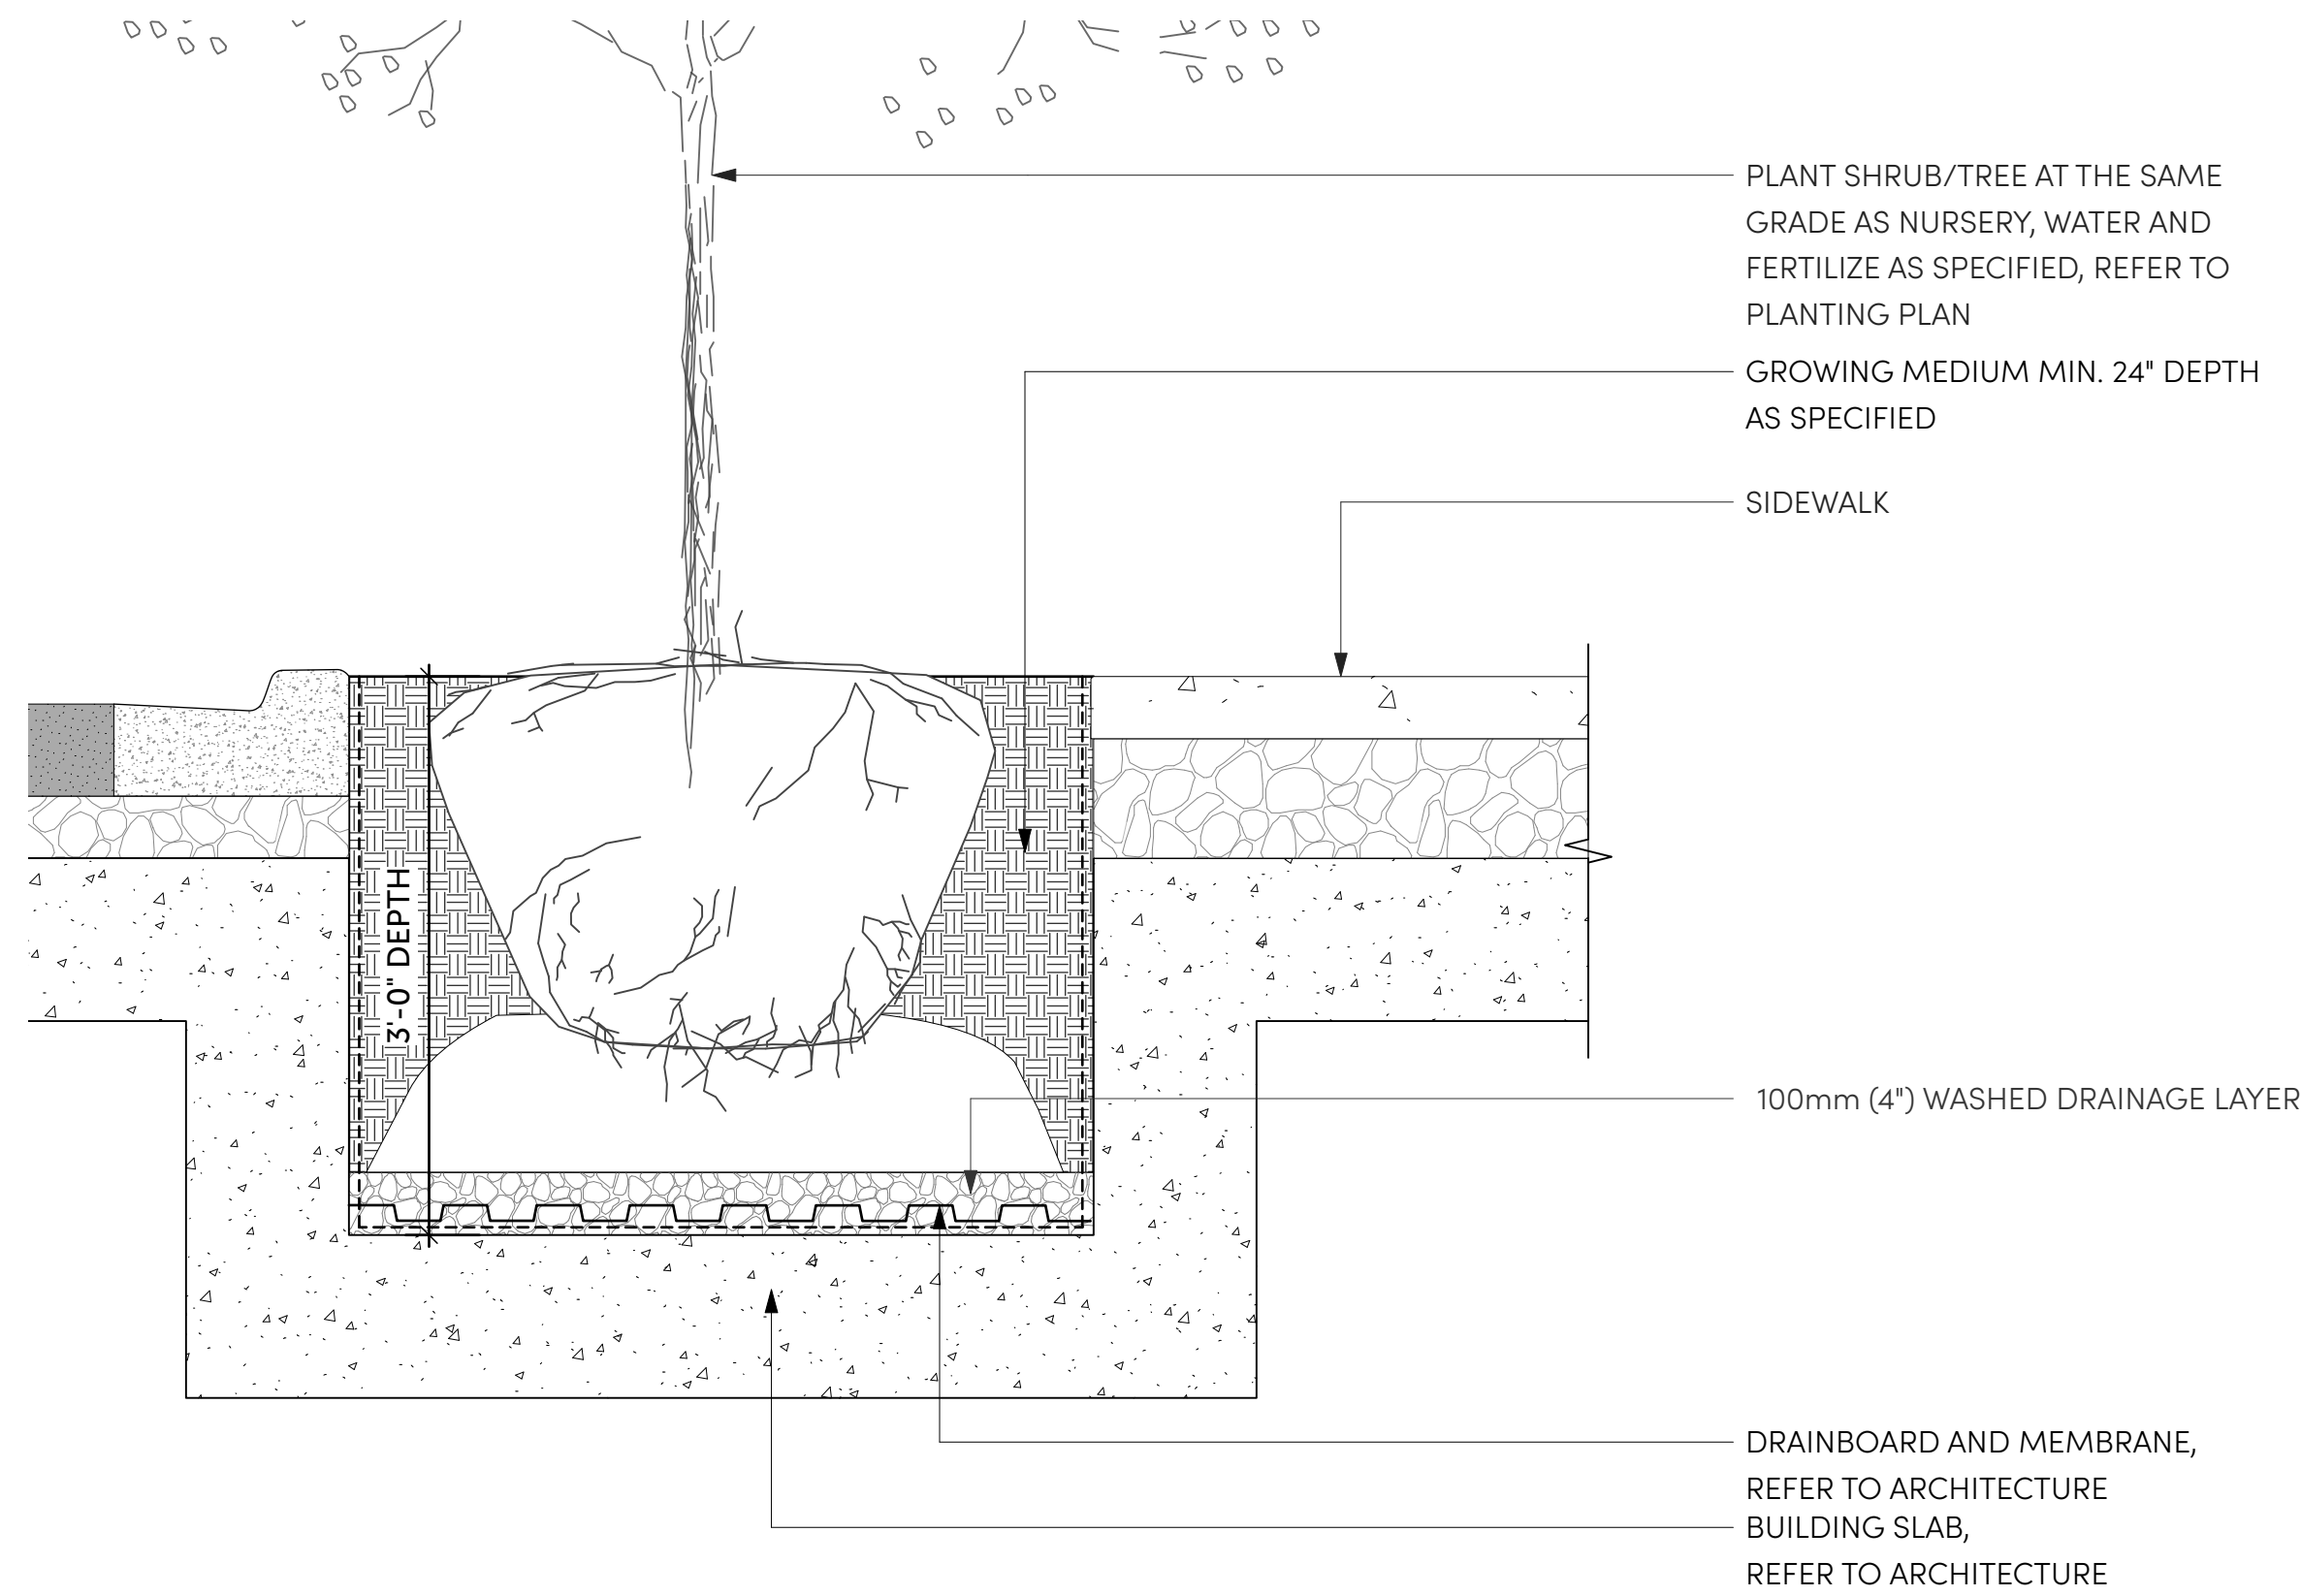 PLANT SHRUB/TREE AT THE SAME
GRADE AS NURSERY, WATER AND
FERTILIZE AS SPECIFIED, REFER TO
PLANTING PLAN
GROWING MEDIUM MIN. 24" DEPTH
AS SPECIFIED
SIDEWALK
3'-0" DEPTH
100mm (4") WASHED DRAINAGE LAYER
DRAINBOARD AND MEMBRANE,
REFER TO ARCHITECTURE
BUILDING SLAB,
REFER TO ARCHITECTURE